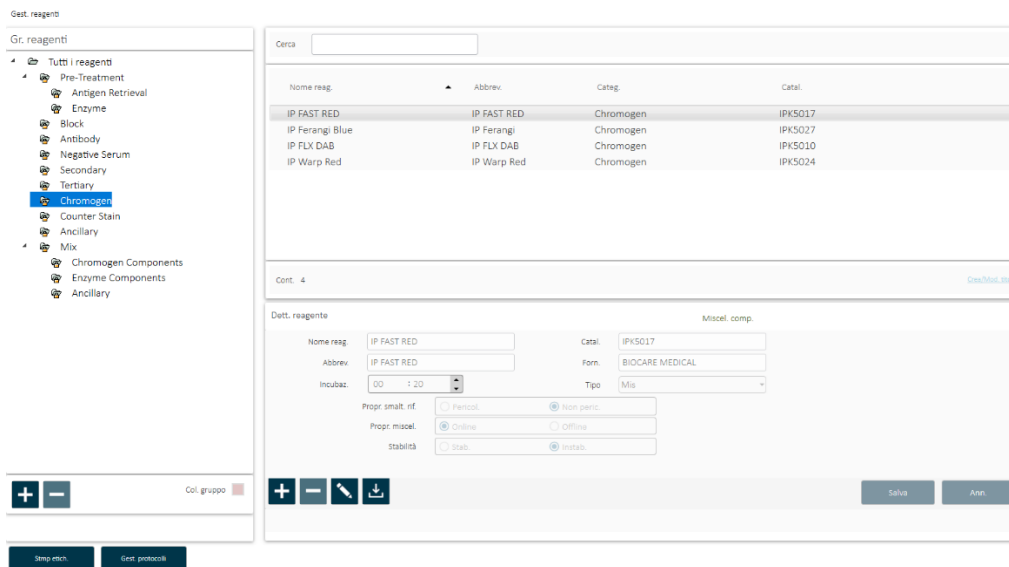 Gest. reagenti
Gr. reagenti
Tutti i reagenti
Pre-Treatment
Antigen Retrieval
Enzyme
Block
Antibody
Negative Serum
Secondary
Tertiary
Chromogen
Counter Stain
Ancillary
Mix
Chromogen Components
Enzyme Components
Ancillary
Col. gruppo
Stmp etich. Gest. protocolli
Cerca
Nome reag. Abbrev. Categ. Catal.
IP FAST RED IP FAST RED Chromogen IPK5017
IP Ferangi Blue IP Ferangi Chromogen IPK5027
IP FLX DAB IP FLX DAB Chromogen IPK5010
IP Warp Red IP Warp Red Chromogen IPK5024
Cont. 4 Cree/Mod.
Dett. reagente Miscel. comp.
Nome reag. IP FAST RED Catal. IPK5017
Abbrev. IP FAST RED Forn. BIOCARE MEDICAL
Incubaz. 00 : 20 Tipo Mis
Propr. smalt. rif. Pericol. Non peric.
Propr. miscel. Online Offline
Stabilità Stab. Instab.
Salva Ann.